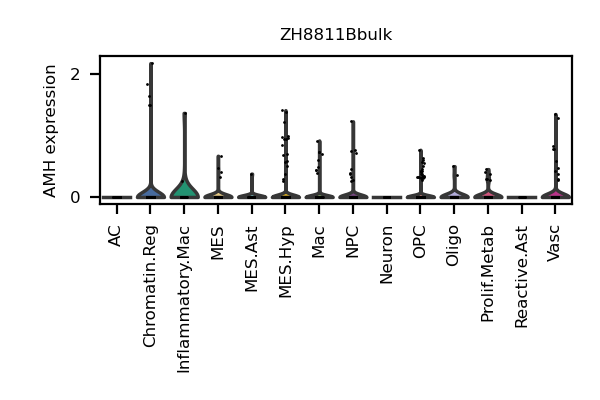 ZH8811Bbulk
AMH expression
2
0
AC
Chromatin.Reg
Inflammatory.Mac
MES
MES.Ast
MES.Hyp
Mac
NPC
Neuron
OPC
Oligo
Prolif.Metab
Reactive.Ast
Vasc